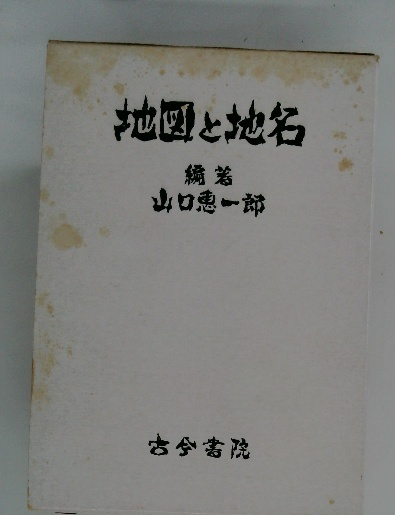 地図と地名
編著
山口恵一郎
古今書院